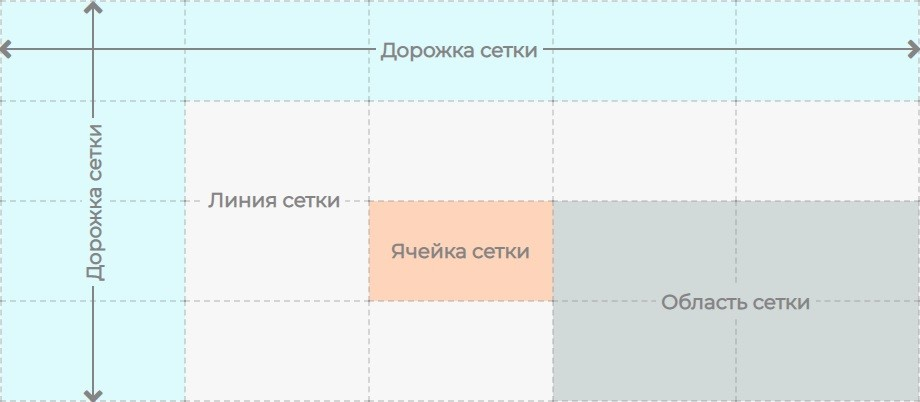 Дорожка сетки
Дорожка сетки
Линия сетки
Ячейка сетки
Область сетки